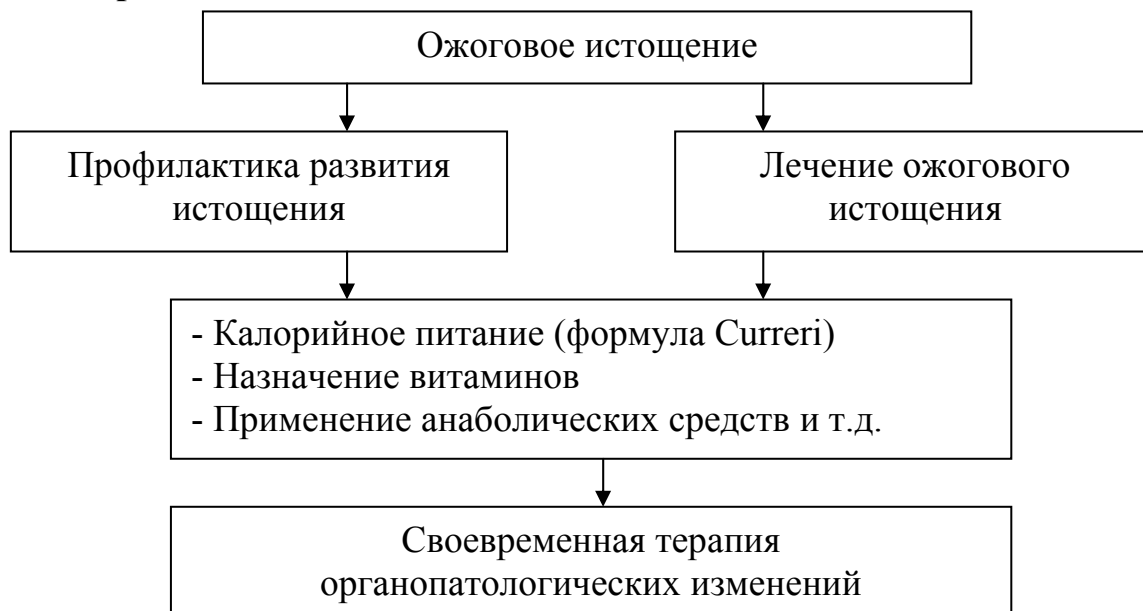 Ожоговое истощение
Профилактика развития
истощения
Лечение ожогового
истощения
- Калорийное питание (формула Curreri)
- Назначение витаминов
- Применение анаболических средств и т.д.
Своевременная терапия
органопатологических изменений